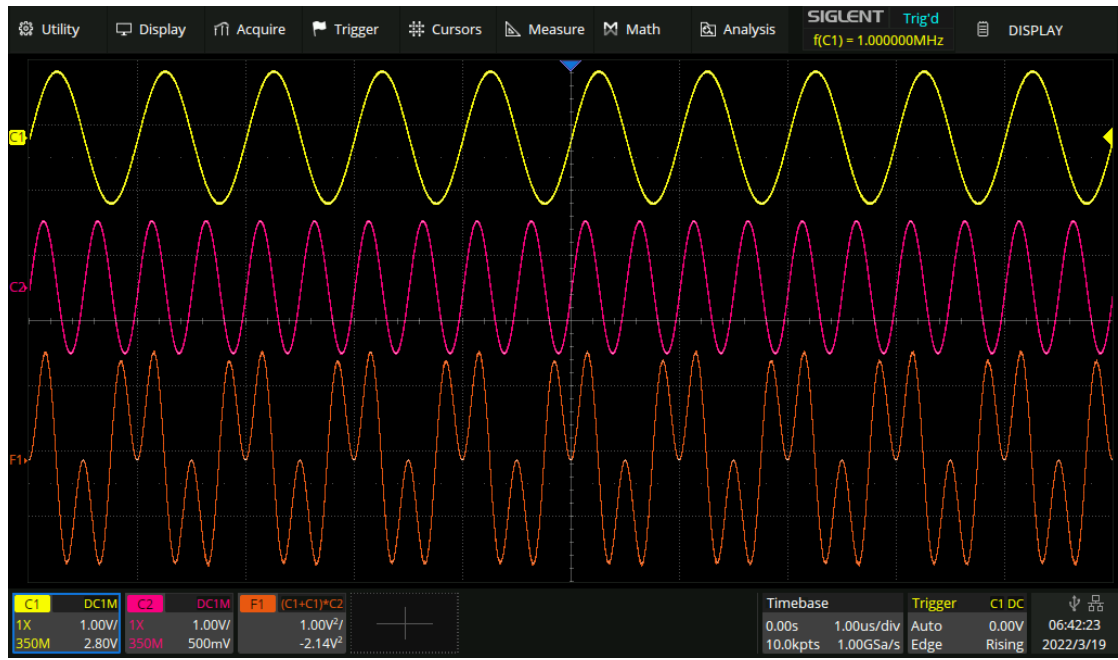 Utility Display Acquire Trigger Cursors Measure Math Analysis SIGLENT Trig'd DISPLAY
f(C1) = 1.000000MHz
C1
C2
F1
C1 DC1M C2 DC1M F1 (C1+C1)*C2 Timebase Trigger C1 DC
1X 1.00V/ 1X 1.00V/ 1.00V²/ 0.00s 1.00us/div Auto 0.00V 06:42:23
350M 2.80V 350M 500mV -2.14V² 10.0kpts 1.00GSa/s Edge Rising 2022/3/19